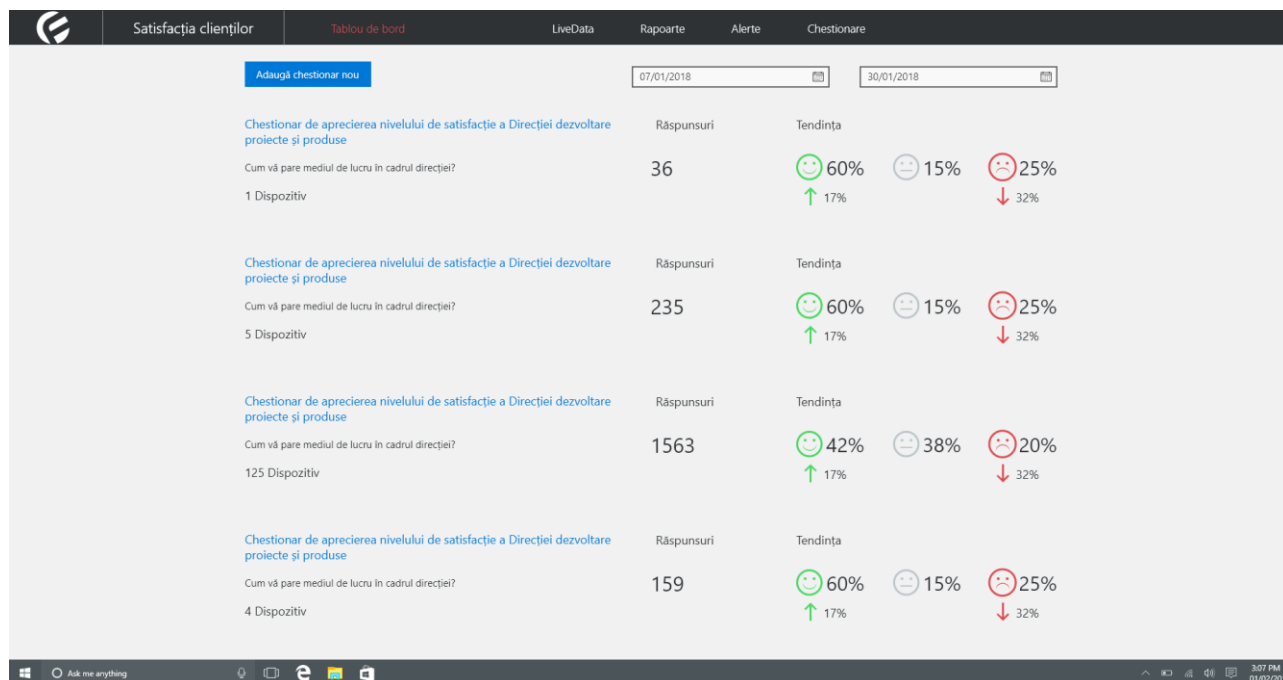 Satisfacția clienților
Tablou de bord
LiveData
Rapoarte
Alerte
Chestionare
Adaugă chestionar nou
07/01/2018
30/01/2018
Chestionar de aprecierea nivelului de satisfacție a Direcției dezvoltare
proiecte și produse
Răspunsuri
Tendința
Cum vă pare mediul de lucru în cadrul direcției?
36
60%
15%
25%
1 Dispozitiv
17%
32%
Chestionar de aprecierea nivelului de satisfacție a Direcției dezvoltare
proiecte și produse
Răspunsuri
Tendința
Cum vă pare mediul de lucru în cadrul direcției?
235
60%
15%
25%
5 Dispozitiv
17%
32%
Chestionar de aprecierea nivelului de satisfacție a Direcției dezvoltare
proiecte și produse
Răspunsuri
Tendința
Cum vă pare mediul de lucru în cadrul direcției?
1563
42%
38%
20%
125 Dispozitiv
17%
32%
Chestionar de aprecierea nivelului de satisfacție a Direcției dezvoltare
proiecte și produse
Răspunsuri
Tendința
Cum vă pare mediul de lucru în cadrul direcției?
159
60%
15%
25%
4 Dispozitiv
17%
32%
Ask me anything
3:07 PM
01/02/20